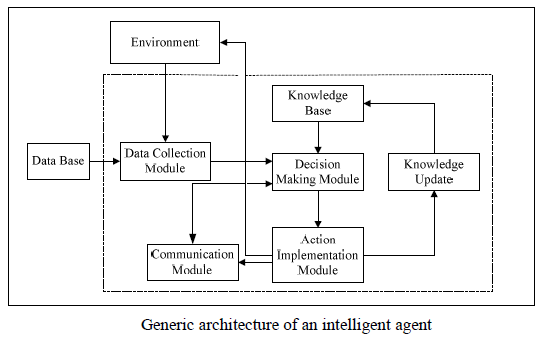 Environment
Knowledge
Base
Data Base
Data Collection
Module
Decision
Making Module
Knowledge
Update
Communication
Module
Action
Implementation
Module
Generic architecture of an intelligent agent